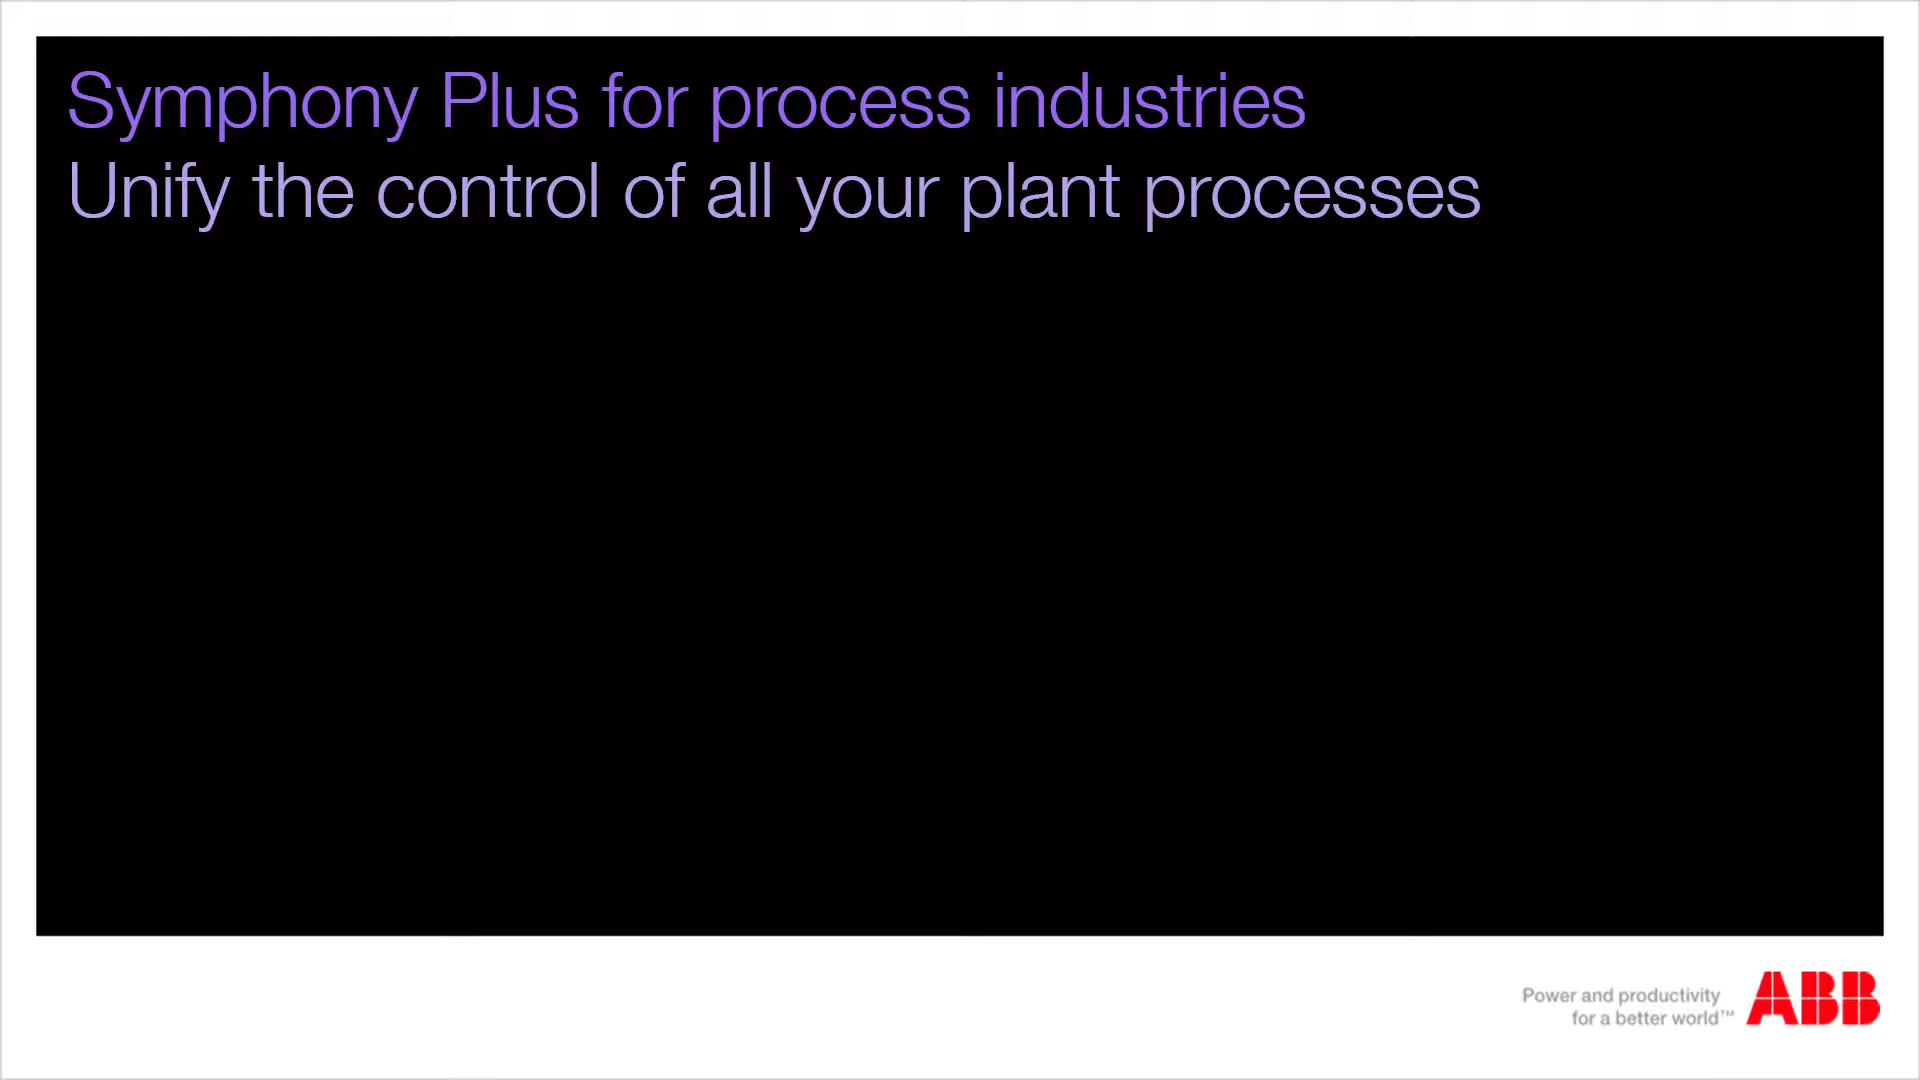 Symphony Plus for process industries
Unify the control of all your plant processes
Power and productivity
for a better world™
ABB